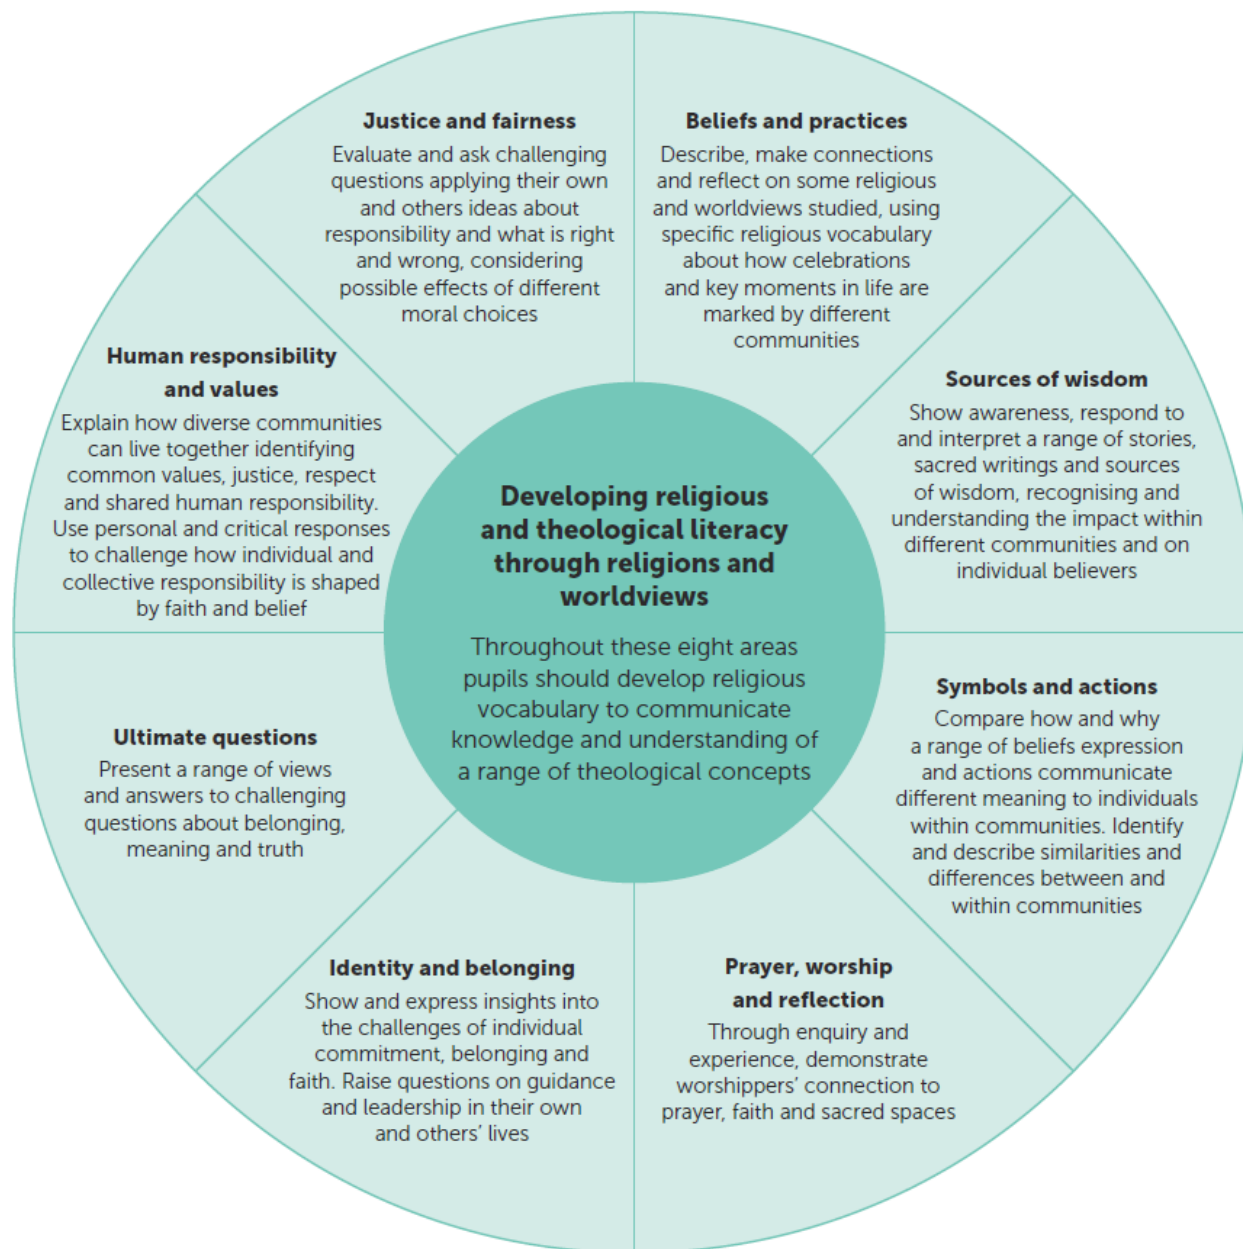 Justice and fairness
Evaluate and ask challenging
questions applying their own
and others ideas about
responsibility and what is right
and wrong, considering
possible effects of different
moral choices
Beliefs and practices
Describe, make connections
and reflect on some religious
and worldviews studied, using
specific religious vocabulary
about how celebrations
and key moments in life are
marked by different
communities
Sources of wisdom
Show awareness, respond to
and interpret a range of stories,
sacred writings and sources
of wisdom, recognising and
understanding the impact within
different communities and on
individual believers
Symbols and actions
Compare how and why
a range of beliefs expression
and actions communicate
different meaning to individuals
within communities. Identify
and describe similarities and
differences between and
within communities
Prayer, worship
and reflection
Through enquiry and
experience, demonstrate
worshippers’ connection to
prayer, faith and sacred spaces
Identity and belonging
Show and express insights into
the challenges of individual
commitment, belonging and
faith. Raise questions on guidance
and leadership in their own
and others’ lives
Ultimate questions
Present a range of views
and answers to challenging
questions about belonging,
meaning and truth
Human responsibility
and values
Explain how diverse communities
can live together identifying
common values, justice, respect
and shared human responsibility.
Use personal and critical responses
to challenge how individual and
collective responsibility is shaped
by faith and belief
Developing religious
and theological literacy
through religions and
worldviews
Throughout these eight areas
pupils should develop religious
vocabulary to communicate
knowledge and understanding of
a range of theological concepts